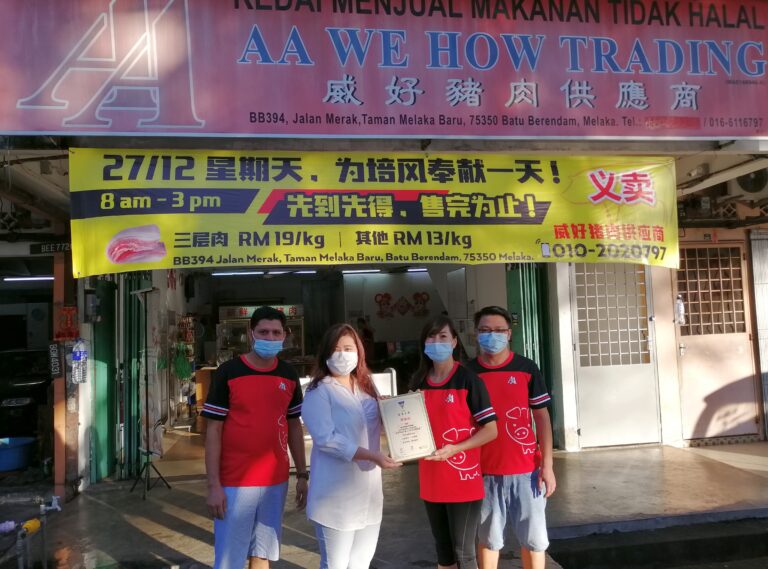 KEDAI MENJUAL MAKANAN TIDAK HALAL
AA
AA WE HOW TRADING
威好豬肉供應商
BB394, Jalan Merak,Taman Melaka Baru, 75350 Batu Berendam, Melaka. Tel.: / 016-6116797
27/12 星期天，为培风奉献一天！
义卖
8 am - 3 pm
先到先得，售完为止！
三层肉 RM 19/kg | 其他 RM 13/kg
威好猪肉供应商
010-2020797
BB394 Jalan Merak, Taman Melaka Baru, Batu Berendam, 75350 Melaka.